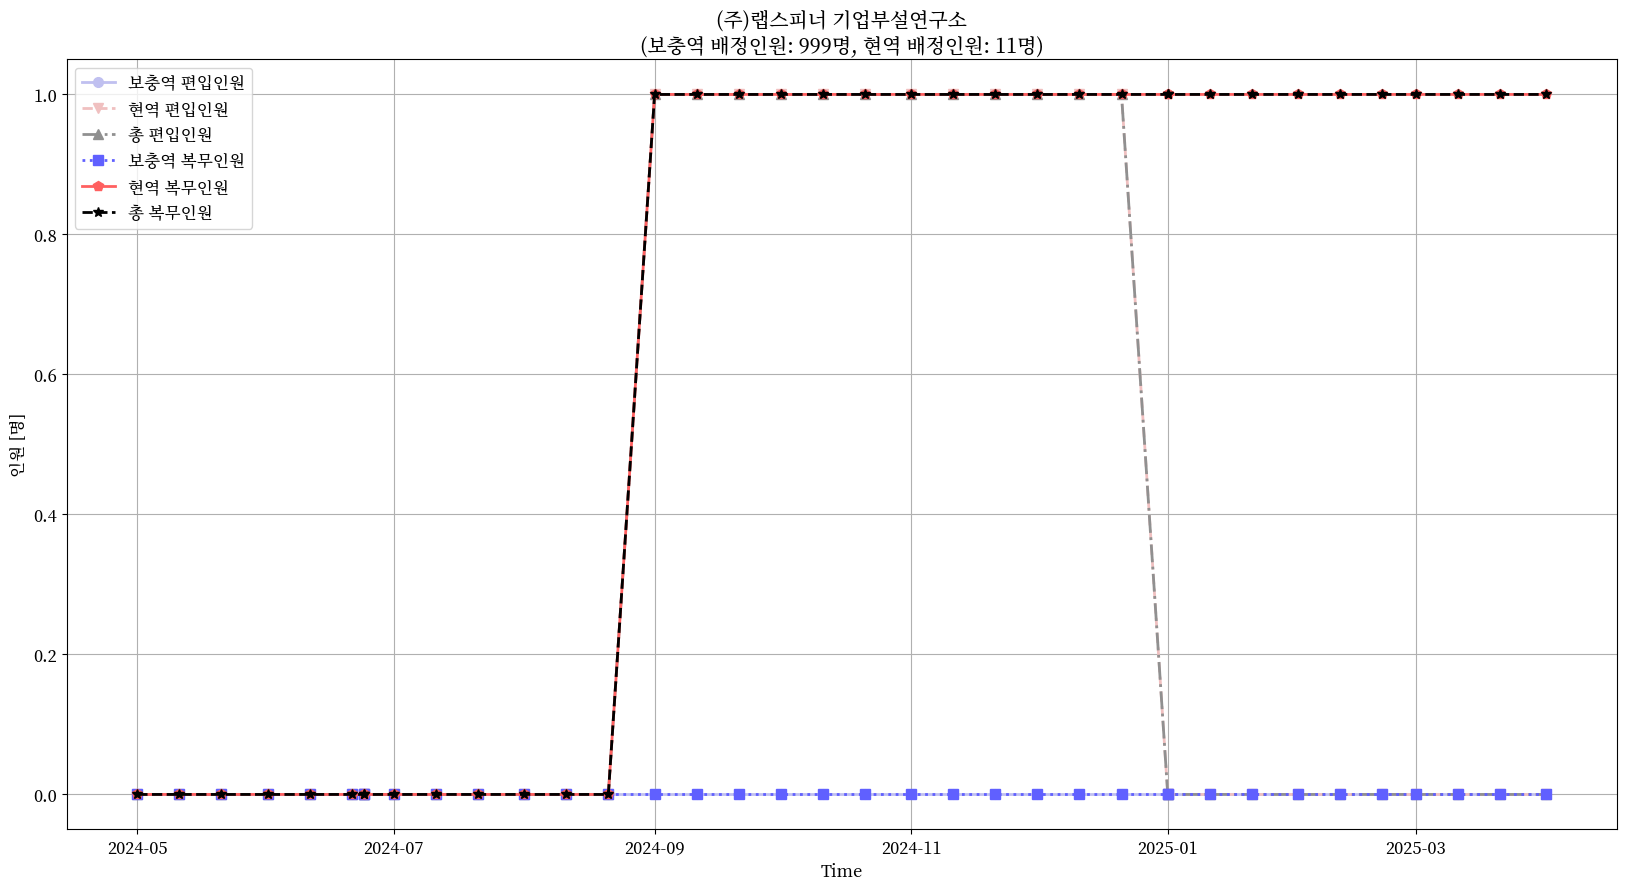 (주)랩스피너 기업부설연구소
(보충역 배정인원: 999명, 현역 배정인원: 11명)
보충역 편입인원
현역 편입인원
총 편입인원
보충역 복무인원
현역 복무인원
총 복무인원
1.0
0.8
0.6
0.4
0.2
0.0
인원 [명]
2024-05
2024-07
2024-09
2024-11
2025-01
2025-03
Time